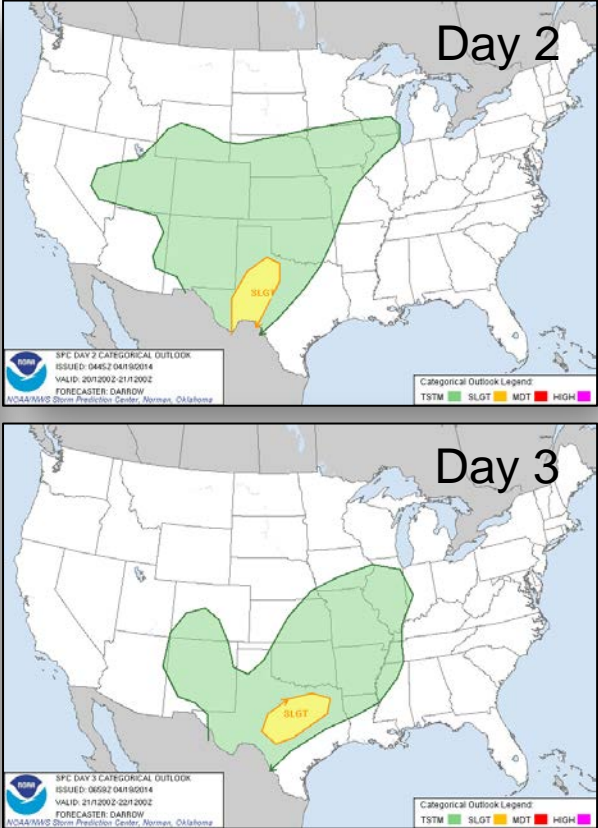 Day 2
SLGT
NOAA
SPC DAY 2 CATEGORICAL OUTLOOK
ISSUED: 0445Z 04/19/2014
VALID: 20/1200Z-21/1200Z
FORECASTER: DARROW
NOAA/NWS Storm Prediction Center, Norman, Oklahoma
Categorical Outlook Legend:
TSTM SLGT MDT HIGH
Day 3
SLGT
NOAA
SPC DAY 3 CATEGORICAL OUTLOOK
ISSUED: 0659Z 04/19/2014
VALID: 21/1200Z-22/1200Z
FORECASTER: DARROW
NOAA/NWS Storm Prediction Center, Norman, Oklahoma
Categorical Outlook Legend:
TSTM SLGT MDT HIGH